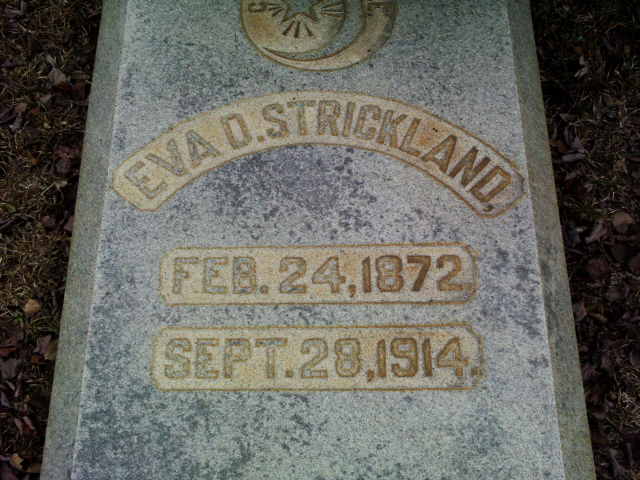 EVA D. STRICKLAND,
FEB. 24, 1872,
SEPT. 28, 1914.